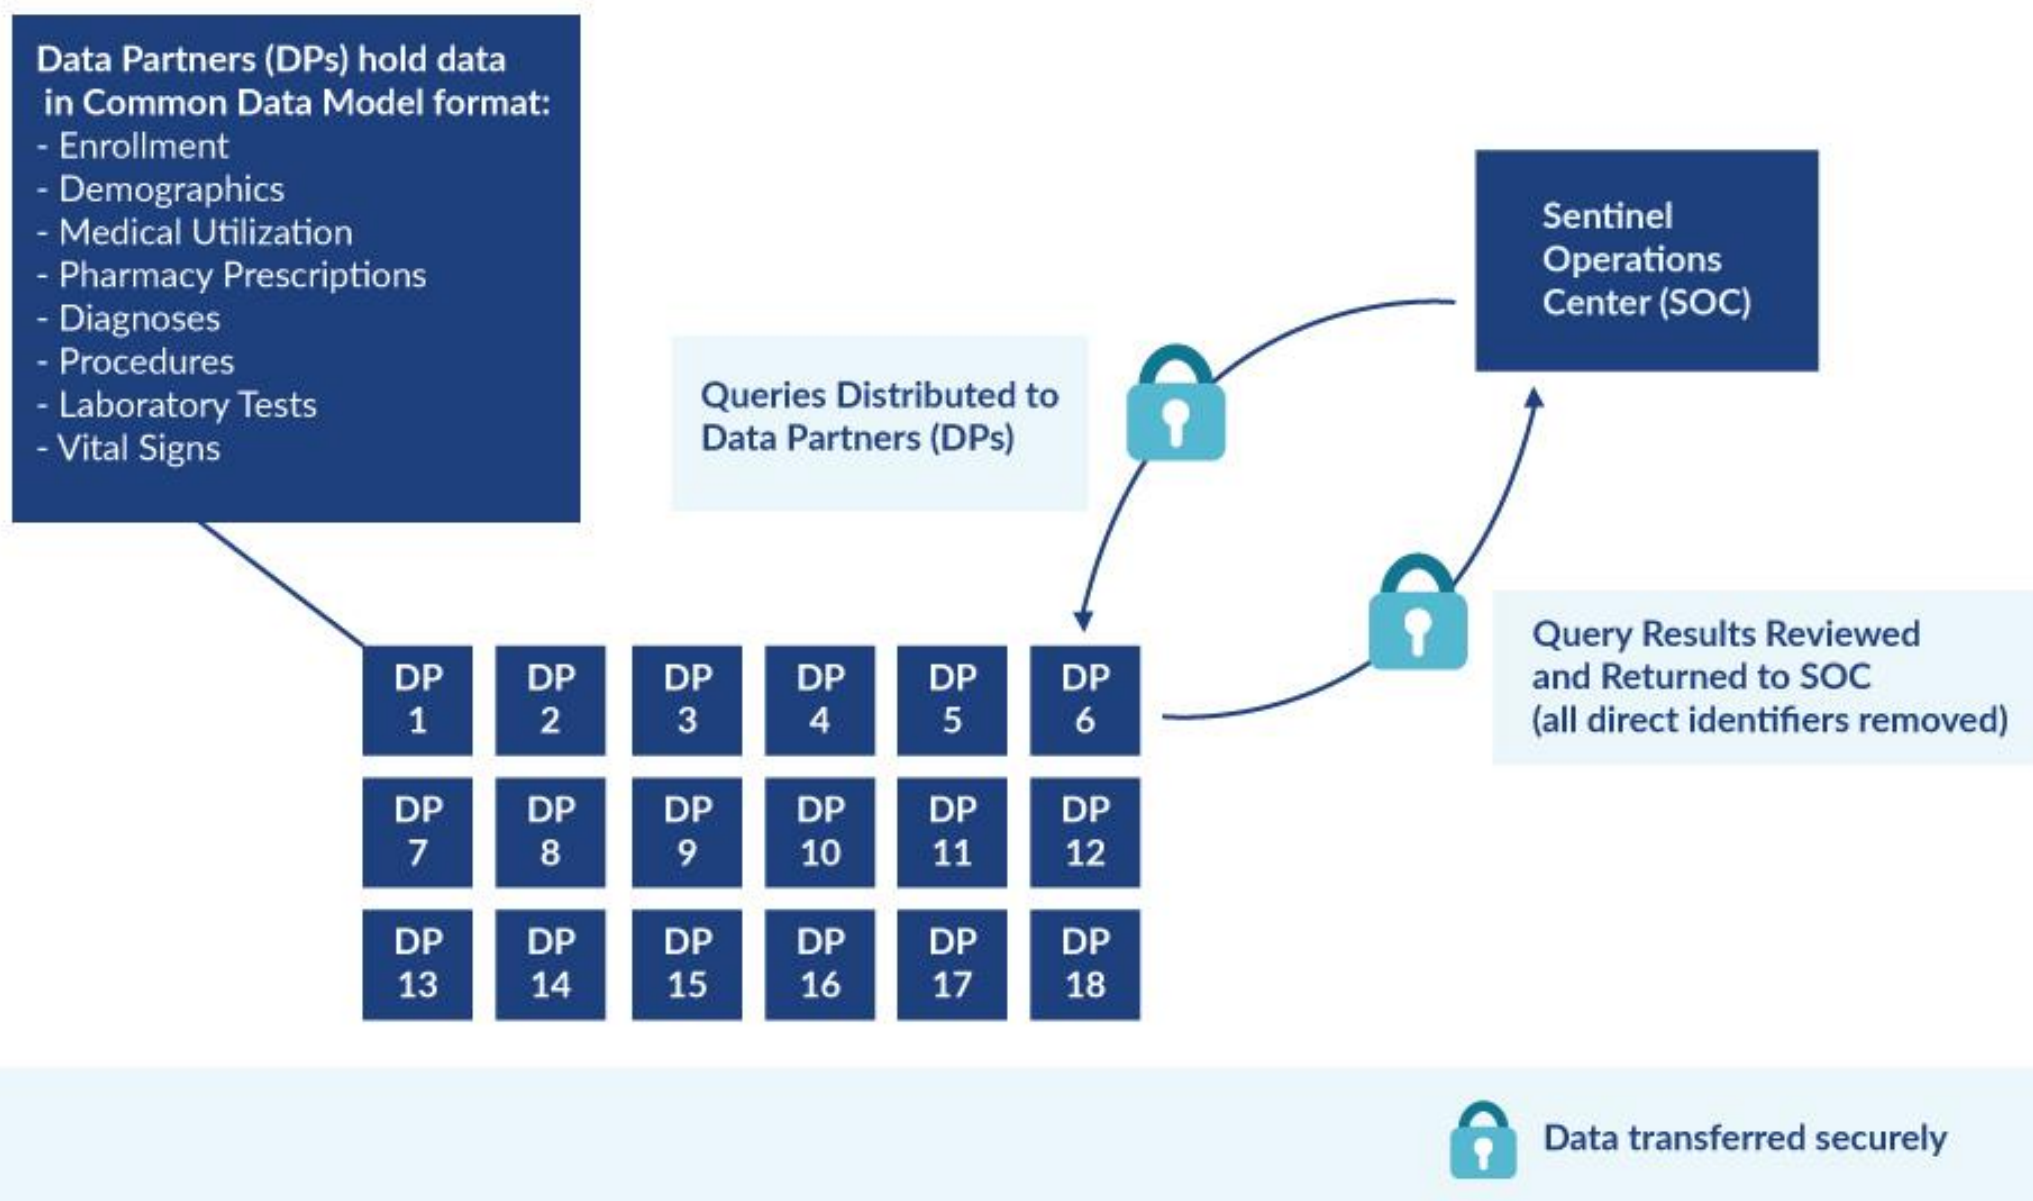 Data Partners (DPs) hold data
in Common Data Model format:
- Enrollment
- Demographics
- Medical Utilization
- Pharmacy Prescriptions
- Diagnoses
- Procedures
- Laboratory Tests
- Vital Signs
Sentinel
Operations
Center (SOC)
Queries Distributed to
Data Partners (DPs)
Query Results Reviewed
and Returned to SOC
(all direct identifiers removed)
DP
1
DP
2
DP
3
DP
4
DP
5
DP
6
DP
7
DP
8
DP
9
DP
10
DP
11
DP
12
DP
13
DP
14
DP
15
DP
16
DP
17
DP
18
Data transferred securely